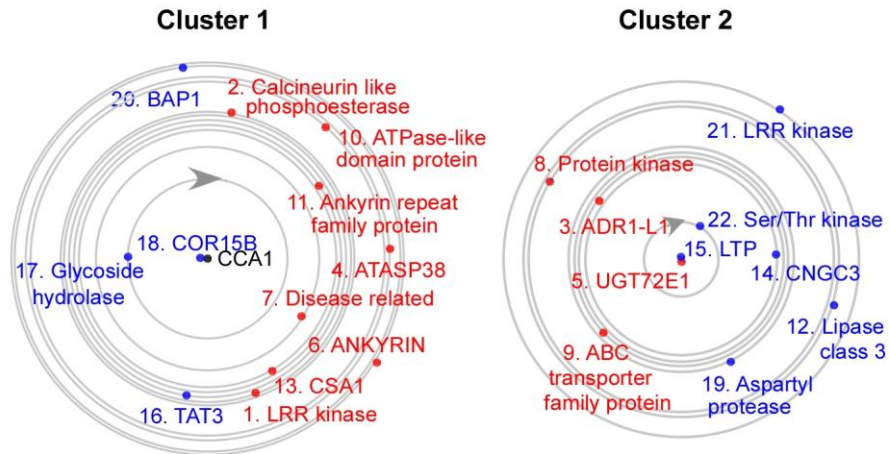 Cluster 1
20. BAP1
2. Calcineurin like
phosphoesterase
10. ATPase-like
domain protein
11. Ankyrin repeat
family protein
18. COR15B
CCA1
17. Glycoside
hydrolase
4. ATASP38
7. Disease related
6. ANKYRIN
13. CSA1
16. TAT3
1. LRR kinase
Cluster 2
21. LRR kinase
8. Protein kinase
3. ADR1-L1
22. Ser/Thr kinase
15. LTP
14. CNGC3
5. UGT72E1
12. Lipase
class 3
9. ABC
transporter
family protein
19. Aspartyl
protease